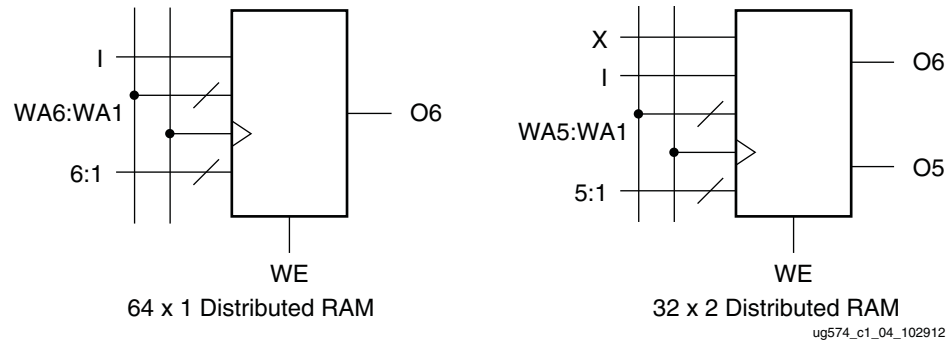 I
WA6:WA1
6:1
O6
WE
64 x 1 Distributed RAM
X
I
WA5:WA1
5:1
O6
O5
WE
32 x 2 Distributed RAM
ug574_c1_04_102912